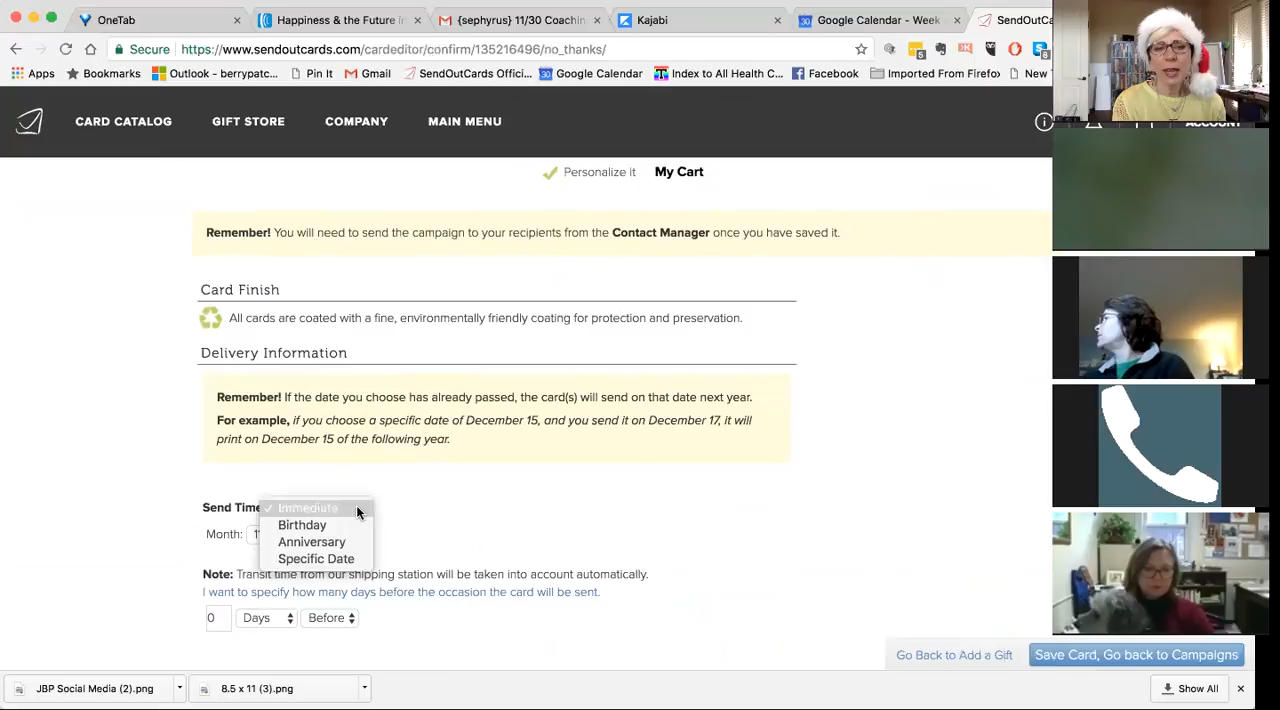 OneTab
Happiness & the Future i
{sephyrus} 11/30 Coachin
Kajabi
Google Calendar - Week
SendOutCa
Secure
https://www.sendoutcards.com/cardeditor/confirm/135216496/no_thanks/
5
6
Apps
Bookmarks
Outlook - berrypatc...
Pin It
Gmail
SendOutCards Offici...
Google Calendar
Index to All Health C...
Facebook
Imported From Firefox
New
CARD CATALOG
GIFT STORE
COMPANY
MAIN MENU
ACCOUNT
Personalize it
My Cart
Remember! You will need to send the campaign to your recipients from the Contact Manager once you have saved it.
Card Finish
All cards are coated with a fine, environmentally friendly coating for protection and preservation.
Delivery Information
Remember! If the date you choose has already passed, the card(s) will send on that date next year.
For example, if you choose a specific date of December 15, and you send it on December 17, it will
print on December 15 of the following year.
Send Time
Immediate
Birthday
Month:
Anniversary
Specific Date
Note: Transit time from our shipping station will be taken into account automatically.
I want to specify how many days before the occasion the card will be sent.
0
Days
Before
Go Back to Add a Gift
Save Card, Go back to Campaigns
JBP Social Media (2).png
8.5 x 11 (3).png
Show All